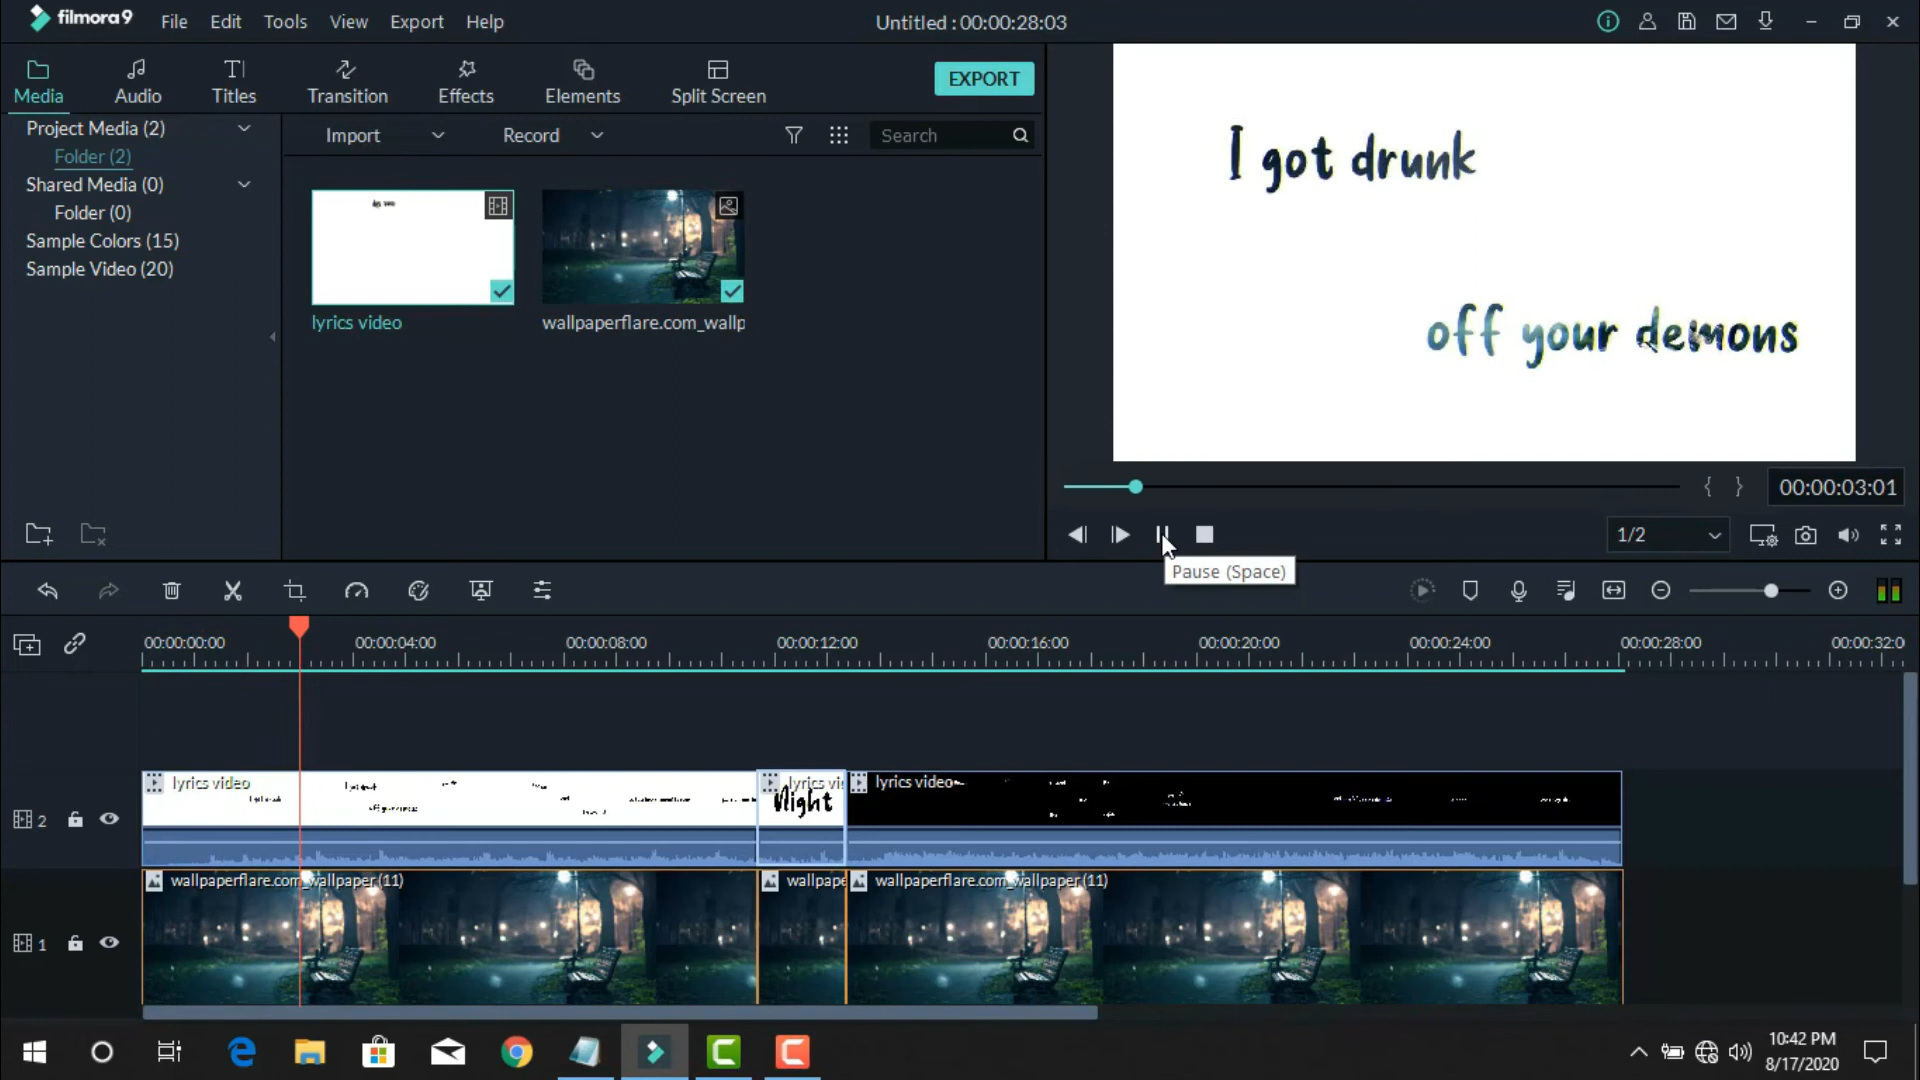 filmora9
File Edit Tools View Export Help
Untitled : 00:00:28:03
Media Audio Titles Transition Effects Elements Split Screen
EXPORT
Project Media (2)
Folder (2)
Shared Media (0)
Folder (0)
Sample Colors (15)
Sample Video (20)
Import Record Search
lyrics video
wallpaperflare.com_wallp
I got drunk
off your demons
00:00:03:01
1/2
Pause (Space)
00:00:00:00 00:00:04:00 00:00:08:00 00:00:12:00 00:00:16:00 00:00:20:00 00:00:24:00 00:00:28:00 00:00:32:0
lyrics video lyrics vi lyrics video
Night
2
wallpaperflare.com_wallpaper (11) wallpape wallpaperflare.com_wallpaper (11)
1
10:42 PM
8/17/2020